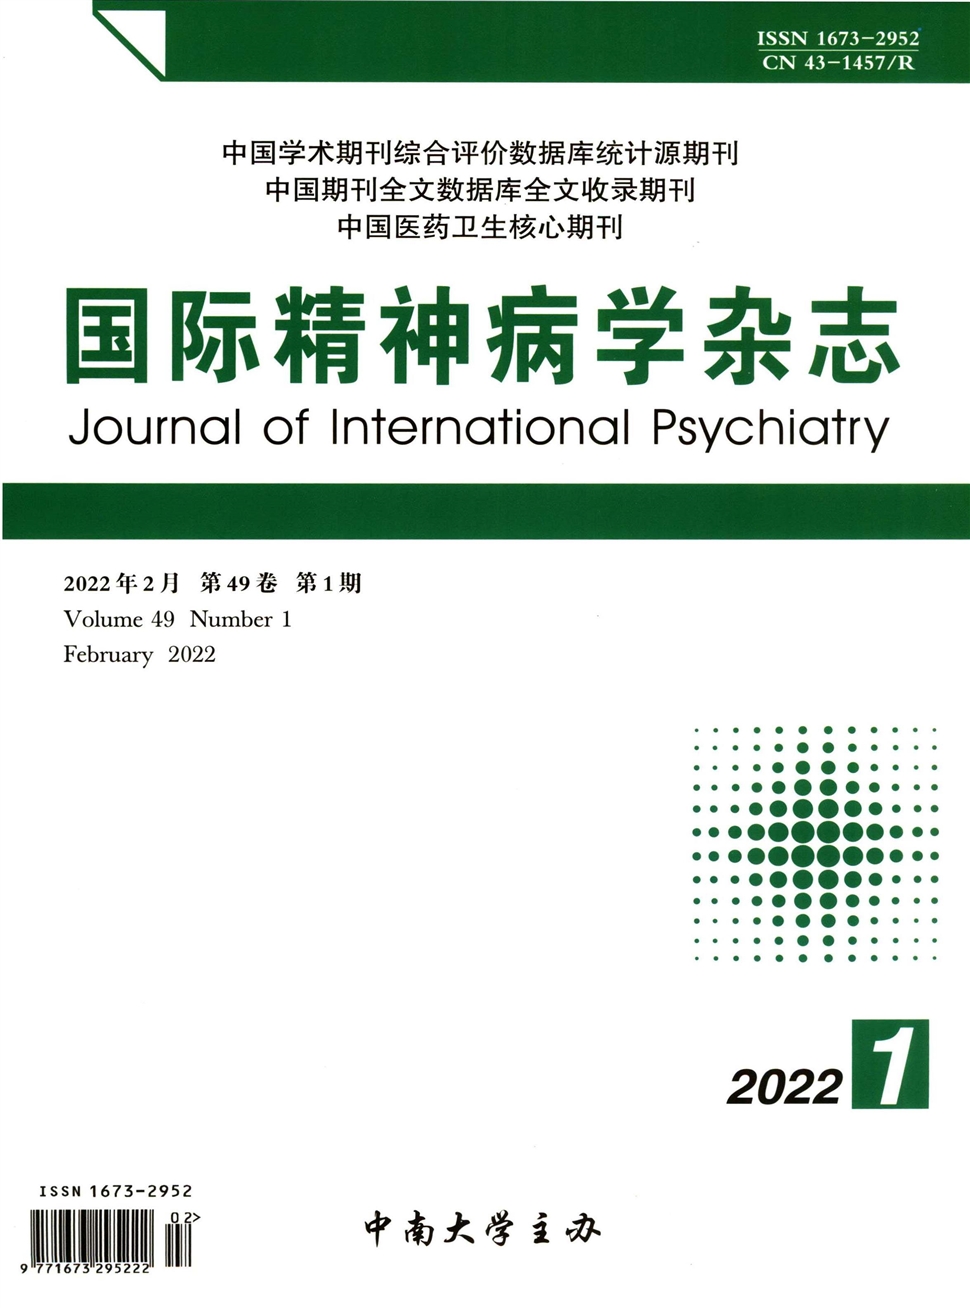 ISSN 1673-2952
CN 43-1457/R
中国学术期刊综合评价数据库统计源期刊
中国期刊全文数据库全文收录期刊
中国医药卫生核心期刊
国际精神病学杂志
Journal of International Psychiatry
2022年2月 第49卷 第1期
Volume 49 Number 1
February 2022
2022 1
ISSN 1673-2952
02>
9 771673 295222
中南大学主办